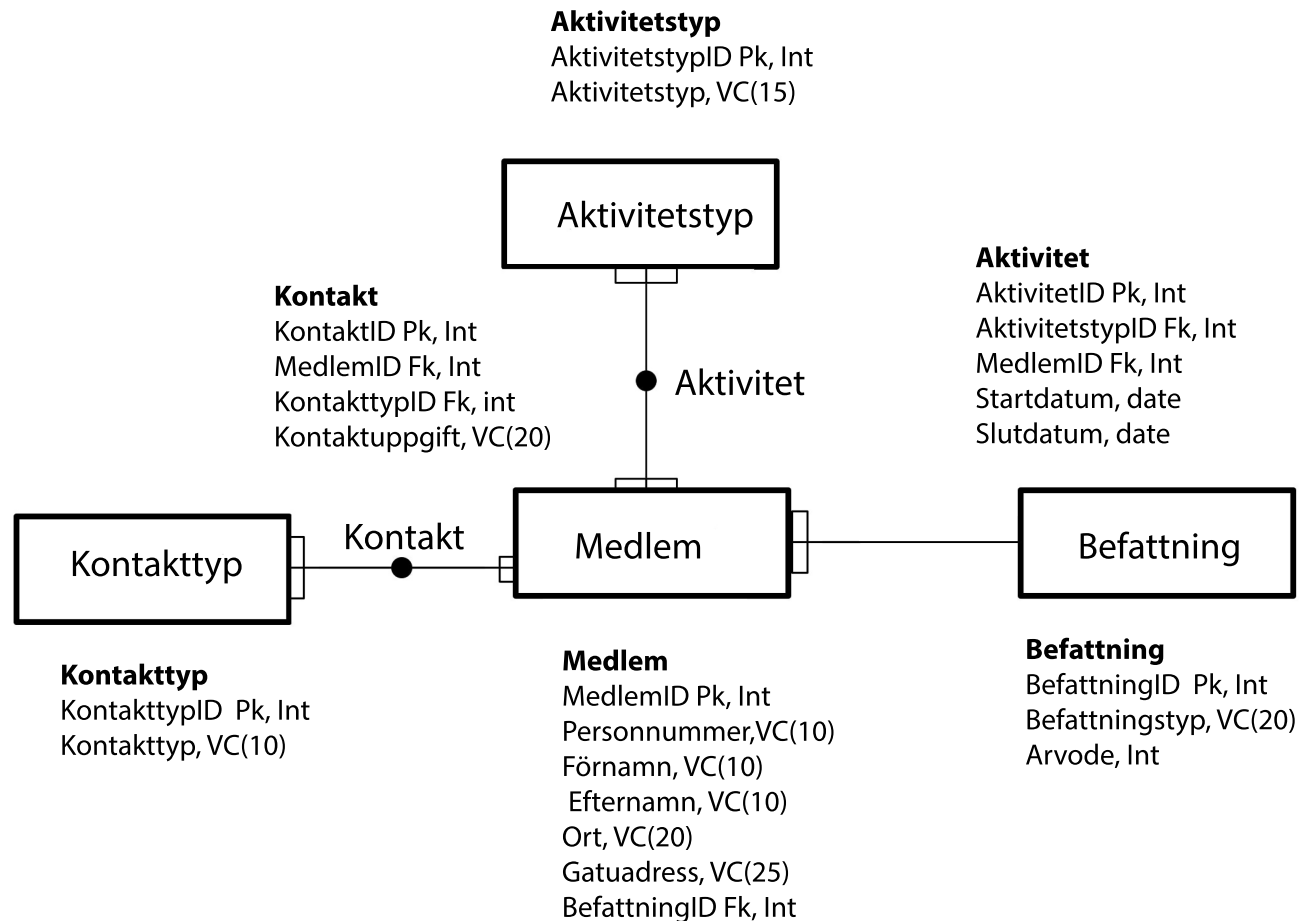 Aktivitetstyp
AktivitetstypID Pk, Int
Aktivitetstyp, VC(15)
Aktivitetstyp
Kontakt
KontaktID Pk, Int
MedlemID Fk, Int
KontakttypID Fk, int
Kontaktuppgift, VC(20)
Aktivitet
Aktivitet
AktivitetID Pk, Int
AktivitetstypID Fk, Int
MedlemID Fk, Int
Startdatum, date
Slutdatum, date
Kontakttyp
Kontakt
Medlem
Befattning
Kontakttyp
KontakttypID  Pk, Int
Kontakttyp, VC(10)
Medlem
MedlemID Pk, Int
Personnummer,VC(10)
Förnamn, VC(10)
Efternamn, VC(10)
Ort, VC(20)
Gatuadress, VC(25)
BefattningID Fk, Int
Befattning
BefattningID  Pk, Int
Befattningstyp, VC(20)
Arvode, Int